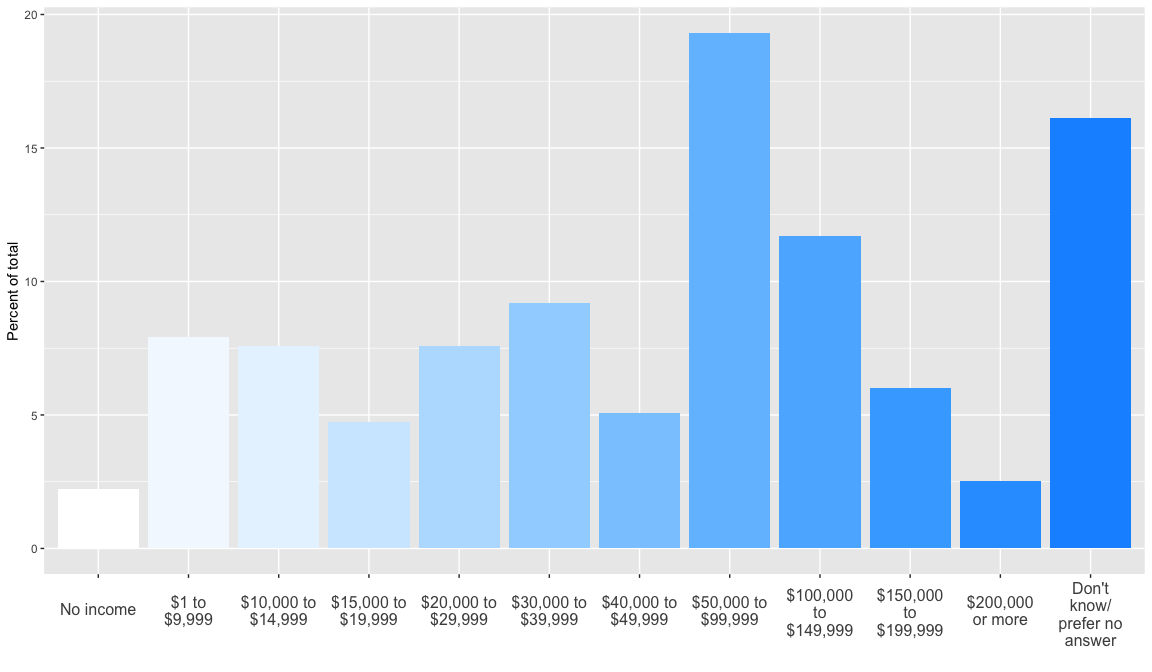 20
15
10
5
0
Percent of total
No income
$1 to
$9,999
$10,000 to
$14,999
$15,000 to
$19,999
$20,000 to
$29,999
$30,000 to
$39,999
$40,000 to
$49,999
$50,000 to
$99,999
$100,000
to
$149,999
$150,000
to
$199,999
$200,000
or more
Don't
know/
prefer no
answer